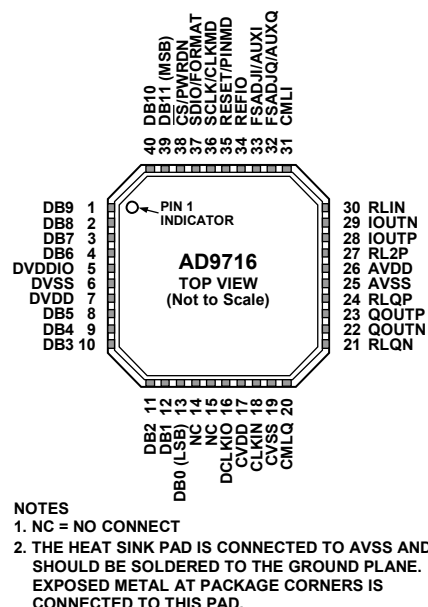 40 DB10
39 DB11 (MSB)
38 CS/PWRDN
37 SDIO/FORMAT
36 SCLK/CLKMD
35 RESET/PINMD
34 REFIO
33 FSADJI/AUXI
32 FSADJQ/AUXQ
31 CMLI
DB9 1
DB8 2
DB7 3
DB6 4
DVDDIO 5
DVSS 6
DVDD 7
DB5 8
DB4 9
DB3 10
PIN 1
INDICATOR
AD9716
TOP VIEW
(Not to Scale)
30 RLIN
29 IOUTN
28 IOUTP
27 RL2P
26 AVDD
25 AVSS
24 RLQP
23 QOUTP
22 QOUTN
21 RLQN
DB2 11
DB1 12
DB0 (LSB) 13
NC 14
NC 15
DCLKIO 16
CVDD 17
CLKIN 18
CVSS 19
CMLQ 20
NOTES
1. NC = NO CONNECT
2. THE HEAT SINK PAD IS CONNECTED TO AVSS AND
SHOULD BE SOLDERED TO THE GROUND PLANE.
EXPOSED METAL AT PACKAGE CORNERS IS
CONNECTED TO THIS PAD.